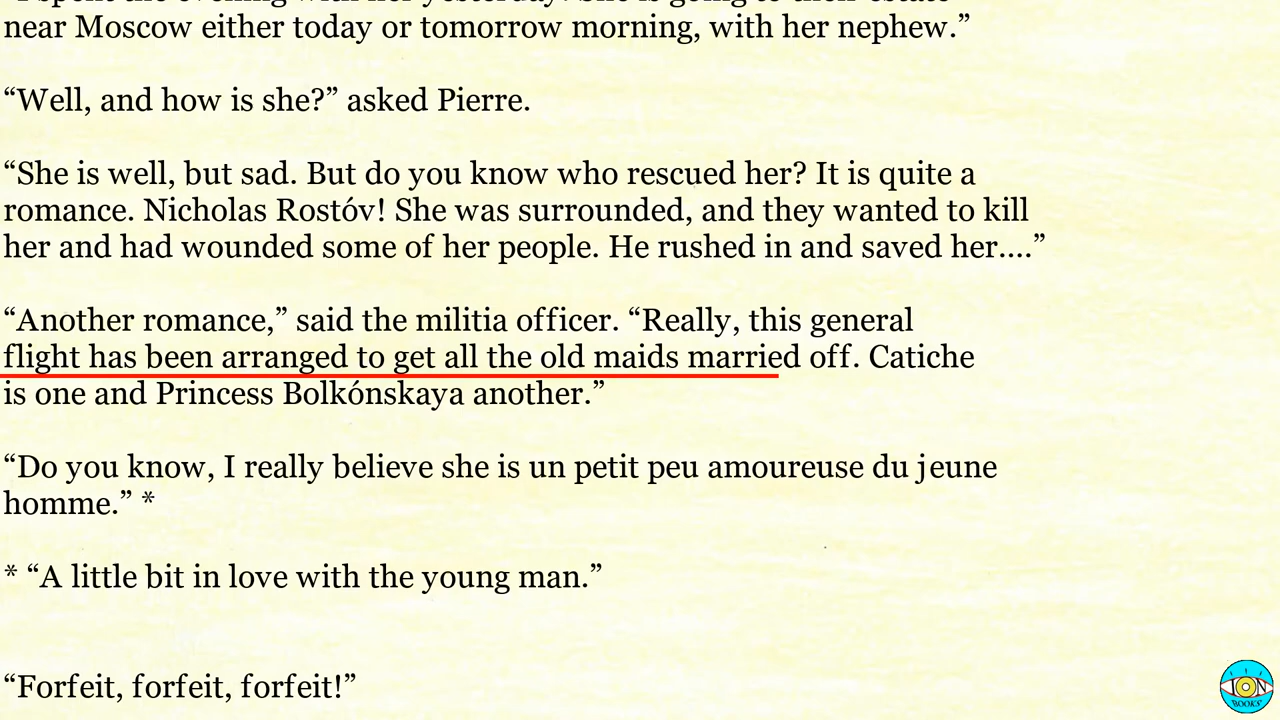 near Moscow either today or tomorrow morning, with her nephew.”
“Well, and how is she?” asked Pierre.
“She is well, but sad. But do you know who rescued her? It is quite a
romance. Nicholas Rostóv! She was surrounded, and they wanted to kill
her and had wounded some of her people. He rushed in and saved her....”
“Another romance,” said the militia officer. “Really, this general
flight has been arranged to get all the old maids married off. Catiche
is one and Princess Bolkónskaya another.”
“Do you know, I really believe she is un petit peu amoureuse du jeune
homme.” *
* “A little bit in love with the young man.”
“Forfeit, forfeit, forfeit!”
ION
BOOKS